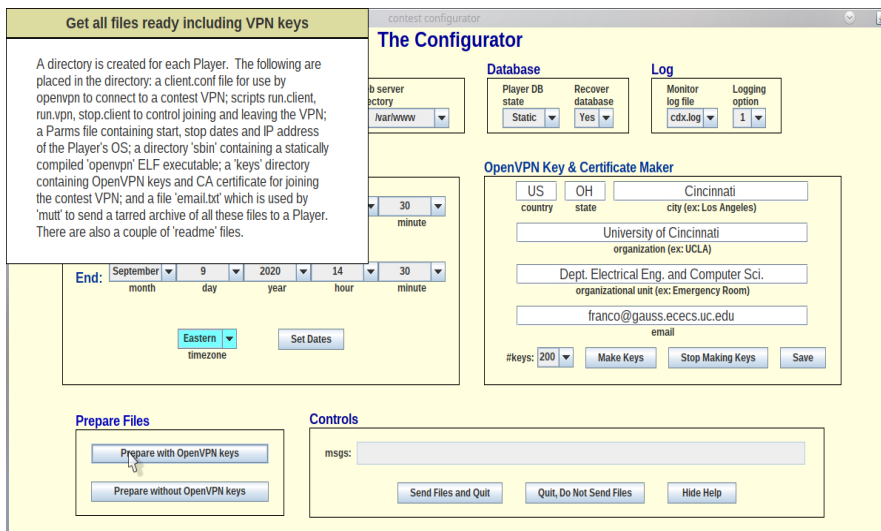 contest configurator
Get all files ready including VPN keys
A directory is created for each Player. The following are
placed in the directory: a client.conf file for use by
openvpn to connect to a contest VPN; scripts run.client,
run.vpn, stop.client to control joining and leaving the VPN;
a Parms file containing start, stop dates and IP address
of the Player's OS; a directory 'sbin' containing a statically
compiled 'openvpn' ELF executable; a 'keys' directory
containing OpenVPN keys and CA certificate for joining
the contest VPN; and a file 'email.txt' which is used by
'mutt' to send a tarred archive of all these files to a Player.
There are also a couple of 'readme' files.
The Configurator
server
/var/www
Database
Player DB
state
Static
Recover
database
Yes
Log
Monitor
log file
cdx.log
Logging
option
1
30
minute
End:
September
month
9
day
2020
year
14
hour
30
minute
Eastern
timezone
Set Dates
OpenVPN Key & Certificate Maker
US
country
OH
state
Cincinnati
city (ex: Los Angeles)
University of Cincinnati
organization (ex: UCLA)
Dept. Electrical Eng. and Computer Sci.
organizational unit (ex: Emergency Room)
franco@gauss.ececs.uc.edu
email
#keys: 200
Make Keys
Stop Making Keys
Save
Prepare Files
Prepare with OpenVPN keys
Prepare without OpenVPN keys
Controls
msgs:
Send Files and Quit
Quit, Do Not Send Files
Hide Help